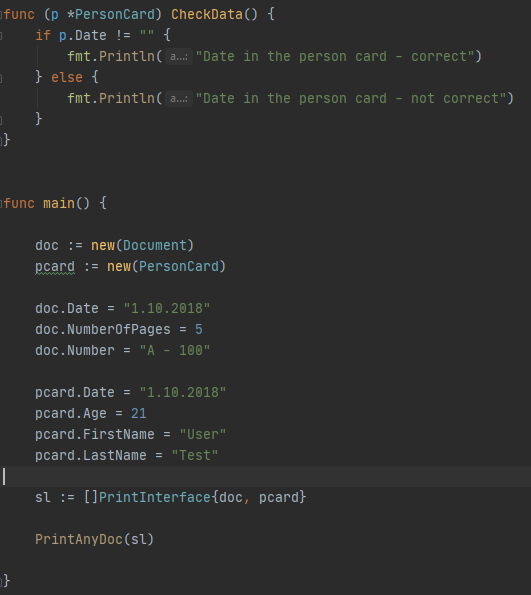 func (p *PersonCard) CheckData() {
    if p.Date != "" {
        fmt.Println( a...: "Date in the person card - correct")
    } else {
        fmt.Println( a...: "Date in the person card - not correct")
    }
}
func main() {
    doc := new(Document)
    pcard := new(PersonCard)
    doc.Date = "1.10.2018"
    doc.NumberOfPages = 5
    doc.Number = "A - 100"
    pcard.Date = "1.10.2018"
    pcard.Age = 21
    pcard.FirstName = "User"
    pcard.LastName = "Test"
    sl := []PrintInterface{doc, pcard}
    PrintAnyDoc(sl)
}